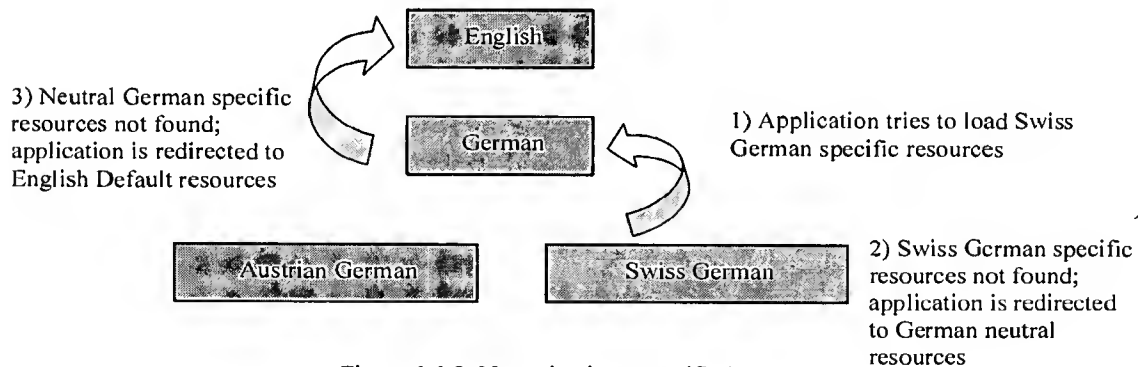 English
3) Neutral German specific
resources not found;
application is redirected to
English Default resources
German
1) Application tries to load Swiss
German specific resources
Austrian German
Swiss German
2) Swiss German specific
resources not found;
application is redirected
to German neutral
resources